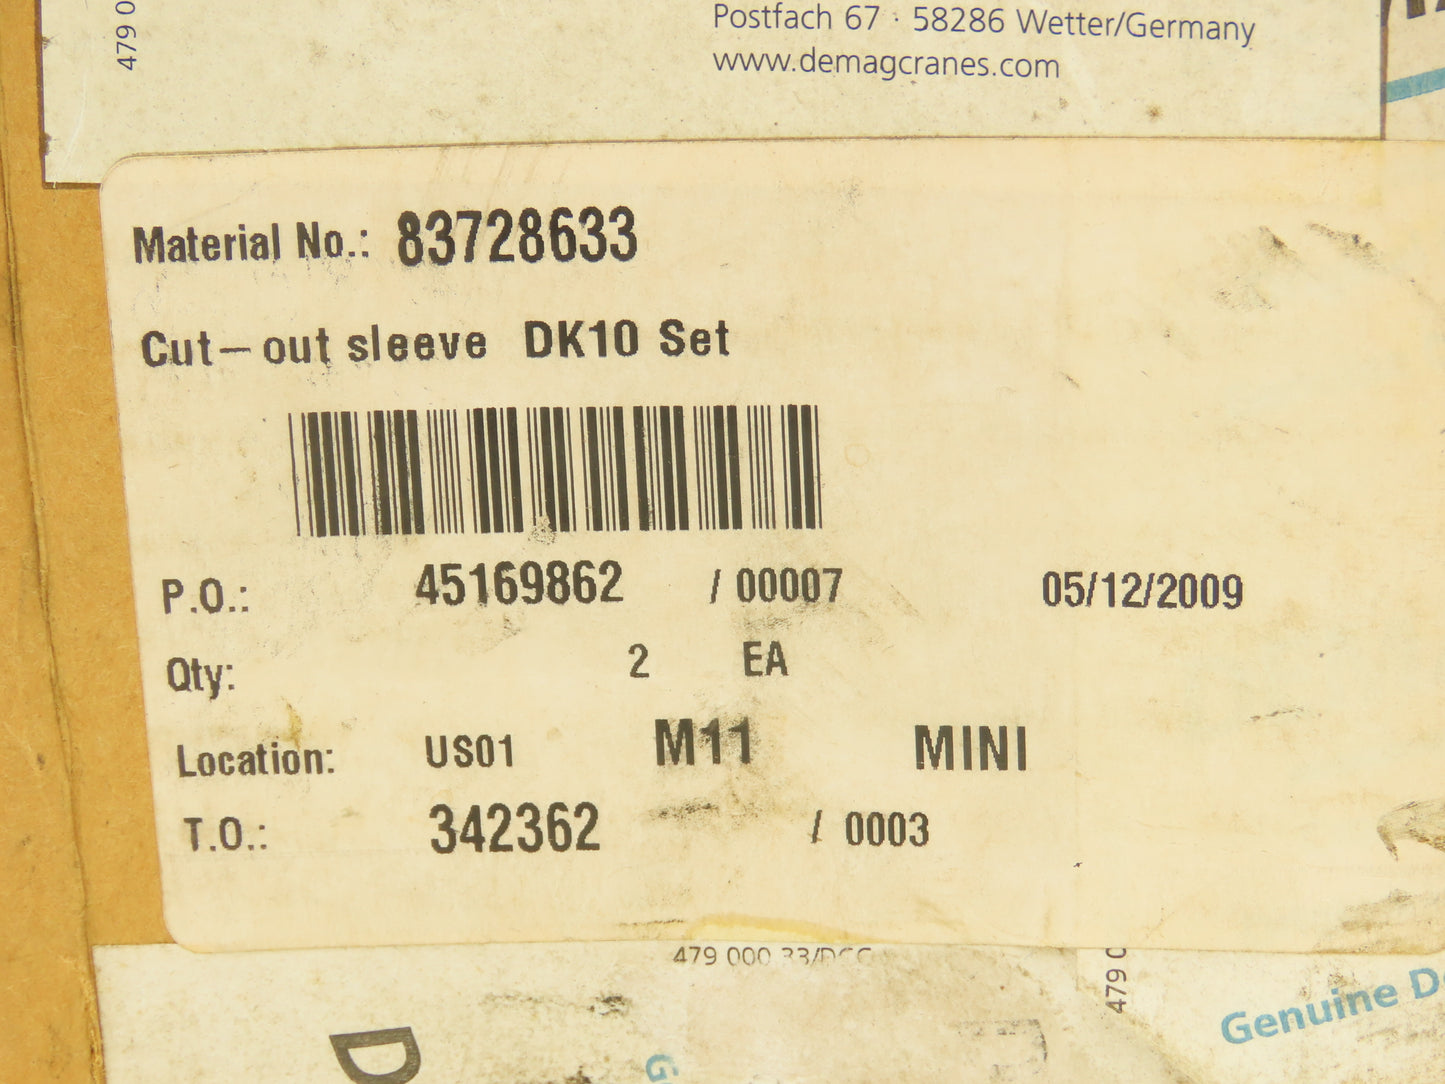 479 0
Postfach 67 · 58286 Wetter/Germany
www.demagcranes.com
Material No.: 83728633
Cut-out sleeve DK10 Set
P.O.: 45169862 / 00007 05/12/2009
Qty: 2 EA
Location: US01 M11 MINI
T.O.: 342362 / 0003
479 000 33/DCC
479 0
Genuine D
G
D